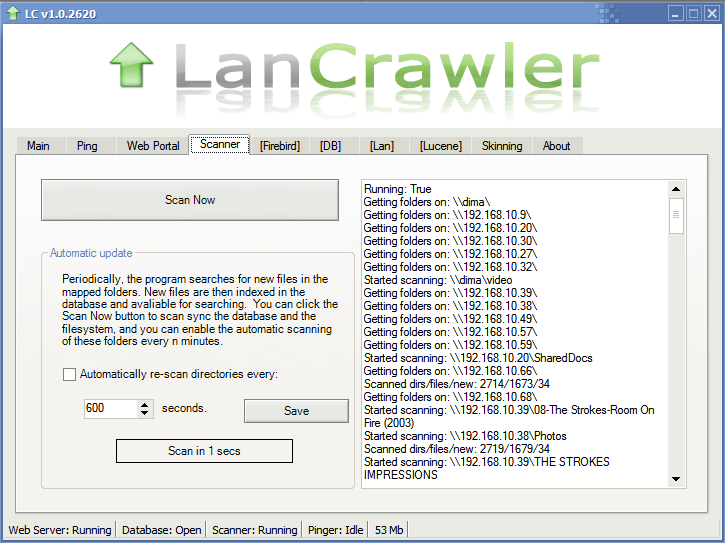 LC v1.0.2620
LanCrawler
Main Ping Web Portal Scanner [Firebird] [DB] [Lan] [Lucene] Skinning About
Scan Now
Automatic update
Periodically, the program searches for new files in the
mapped folders. New files are then indexed in the
database and avaliable for searching. You can click the
Scan Now button to scan sync the database and the
filesystem, and you can enable the automatic scanning
of these folders every n minutes.
Automatically re-scan directories every:
600 seconds. Save
Scan in 1 secs
Running: True
Getting folders on: \\dima\
Getting folders on: \\192.168.10.9\
Getting folders on: \\192.168.10.20\
Getting folders on: \\192.168.10.30\
Getting folders on: \\192.168.10.27\
Getting folders on: \\192.168.10.32\
Started scanning: \\dima\video
Getting folders on: \\192.168.10.39\
Getting folders on: \\192.168.10.38\
Getting folders on: \\192.168.10.49\
Getting folders on: \\192.168.10.57\
Getting folders on: \\192.168.10.59\
Started scanning: \\192.168.10.20\SharedDocs
Getting folders on: \\192.168.10.66\
Scanned dirs/files/new: 2714/1673/34
Getting folders on: \\192.168.10.68\
Started scanning: \\192.168.10.39\08-The Strokes-Room On
Fire (2003)
Started scanning: \\192.168.10.38\Photos
Scanned dirs/files/new: 2719/1679/34
Started scanning: \\192.168.10.39\THE STROKES
IMPRESSIONS
Web Server: Running Database: Open Scanner: Running Pinger: Idle 53 Mb